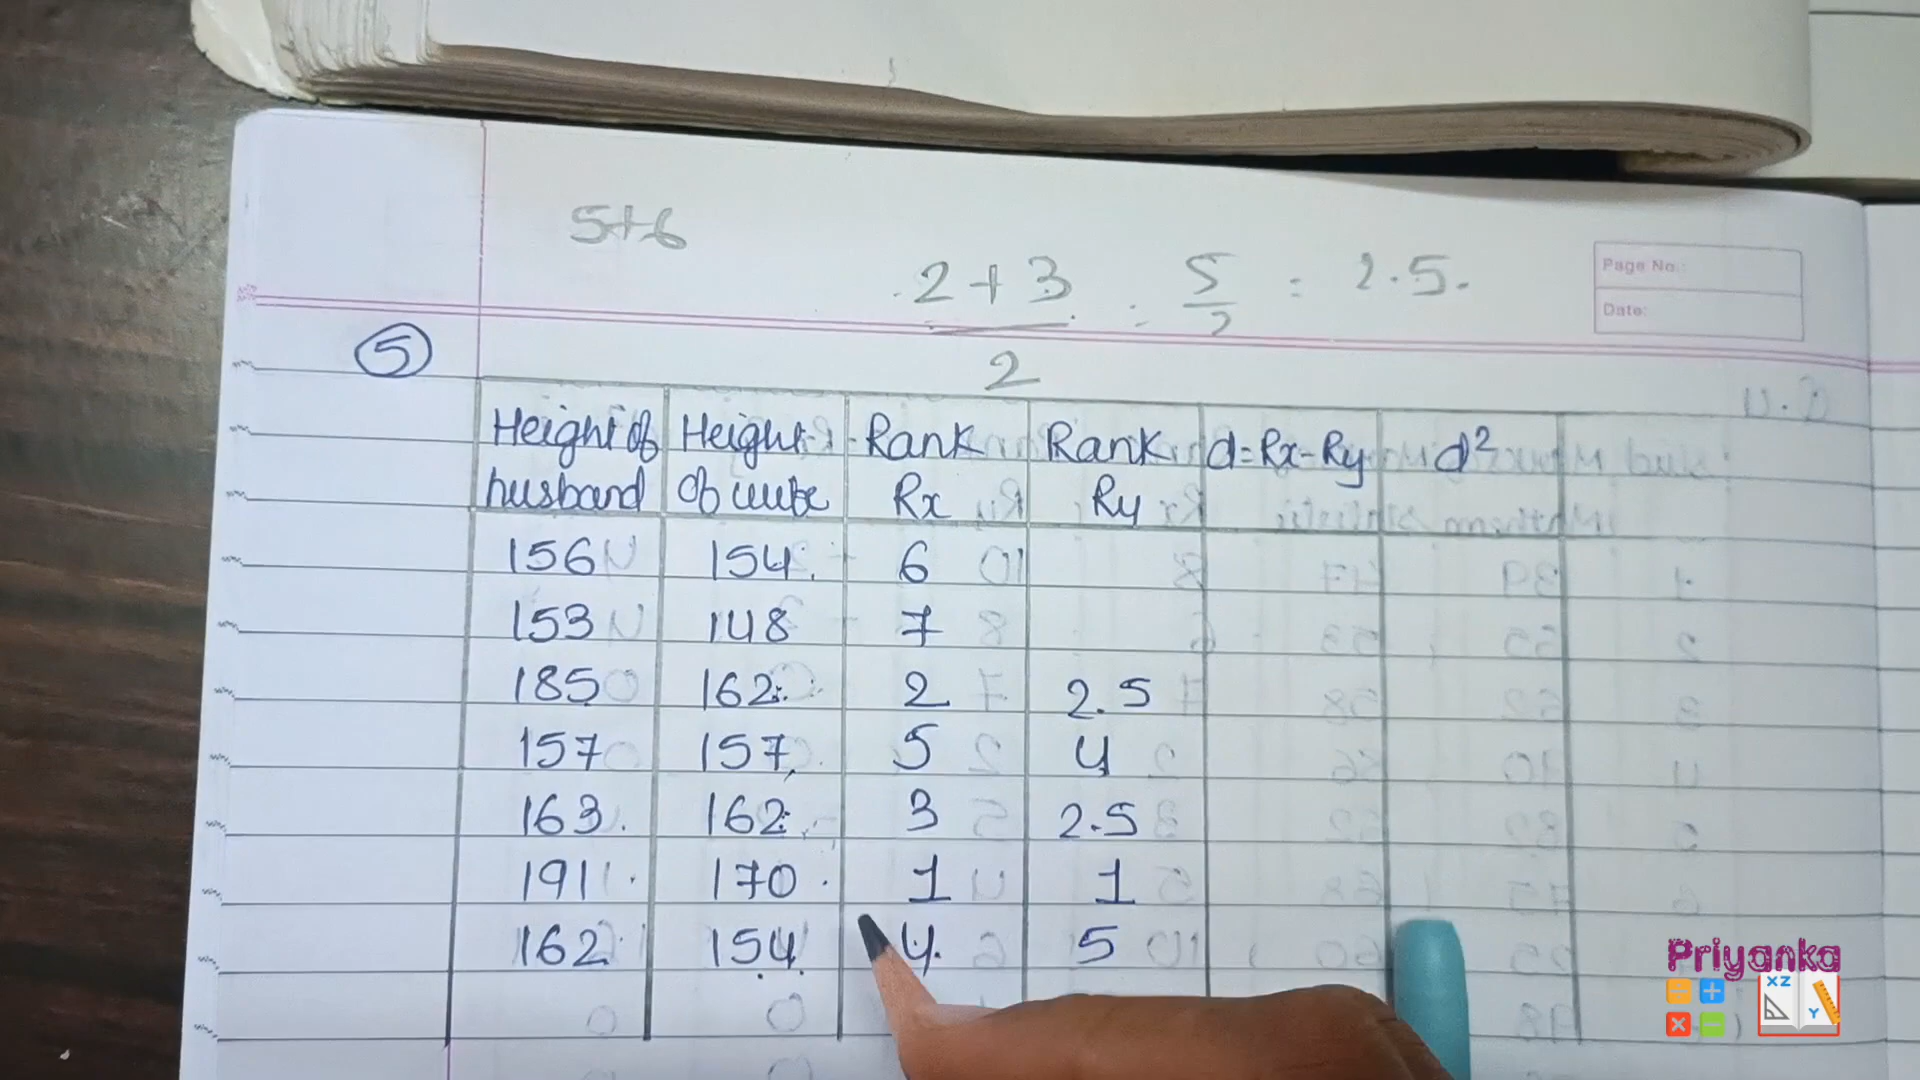 5+6
2+3 = 5 = 2.5.
2 2
Page No.:
Date:
5
Height of husband Height of wife Rank Rx Rank Ry d=Rx-Ry d²
156 154 6
153 148 7
185 162 2 2.5
157 157 5 4
163 162 3 2.5
191 170 1 1
162 154 4 5
Priyanka
XZ
Y